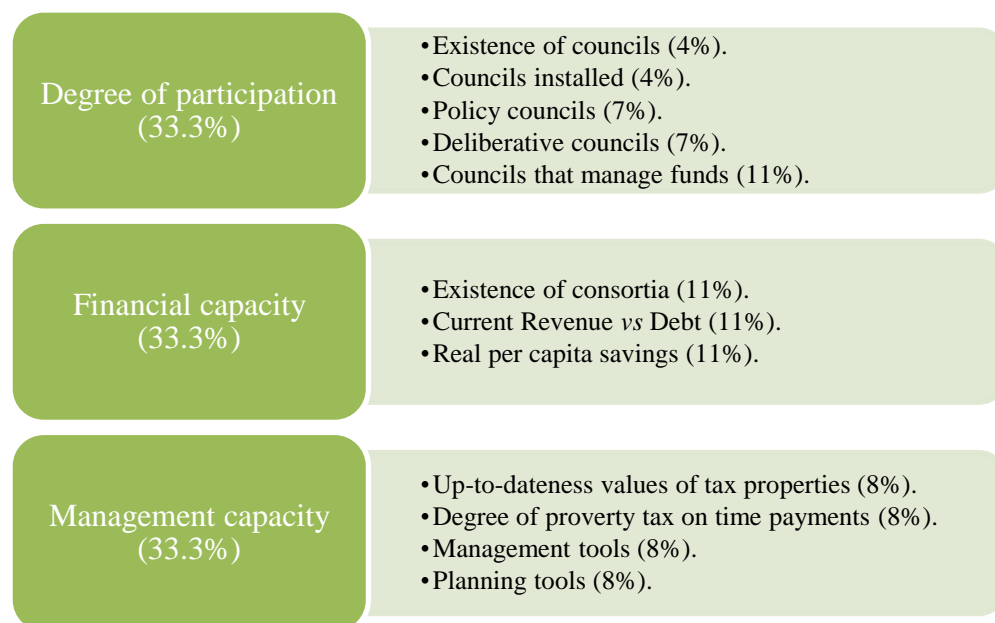 Degree of participation
(33.3%)
•Existence of councils (4%).
•Councils installed (4%).
•Policy councils (7%).
•Deliberative councils (7%).
•Councils that manage funds (11%).
Financial capacity
(33.3%)
•Existence of consortia (11%).
•Current Revenue vs Debt (11%).
•Real per capita savings (11%).
Management capacity
(33.3%)
•Up-to-dateness values of tax properties (8%).
•Degree of proverty tax on time payments (8%).
•Management tools (8%).
•Planning tools (8%).